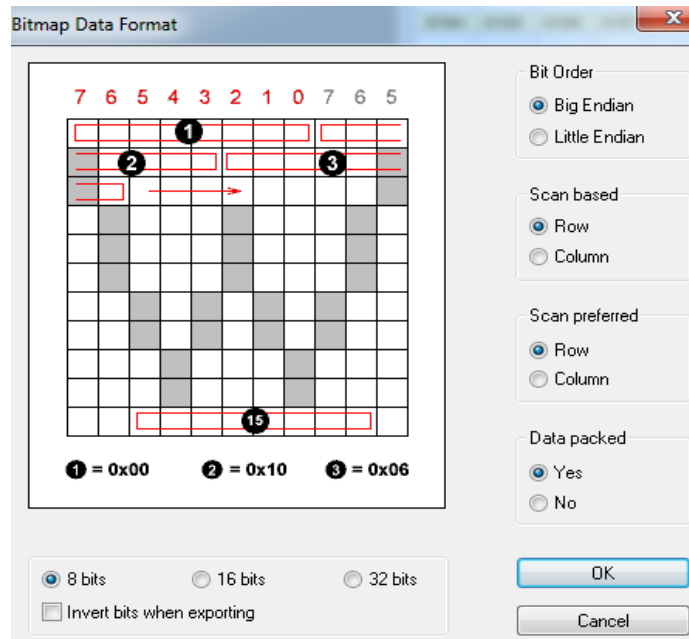 Bitmap Data Format
7 6 5 4 3 2 1 0 7 6 5
1
2 3
15
1 = 0x00 2 = 0x10 3 = 0x06
Bit Order
Big Endian
Little Endian
Scan based
Row
Column
Scan preferred
Row
Column
Data packed
Yes
No
8 bits 16 bits 32 bits
Invert bits when exporting
OK
Cancel